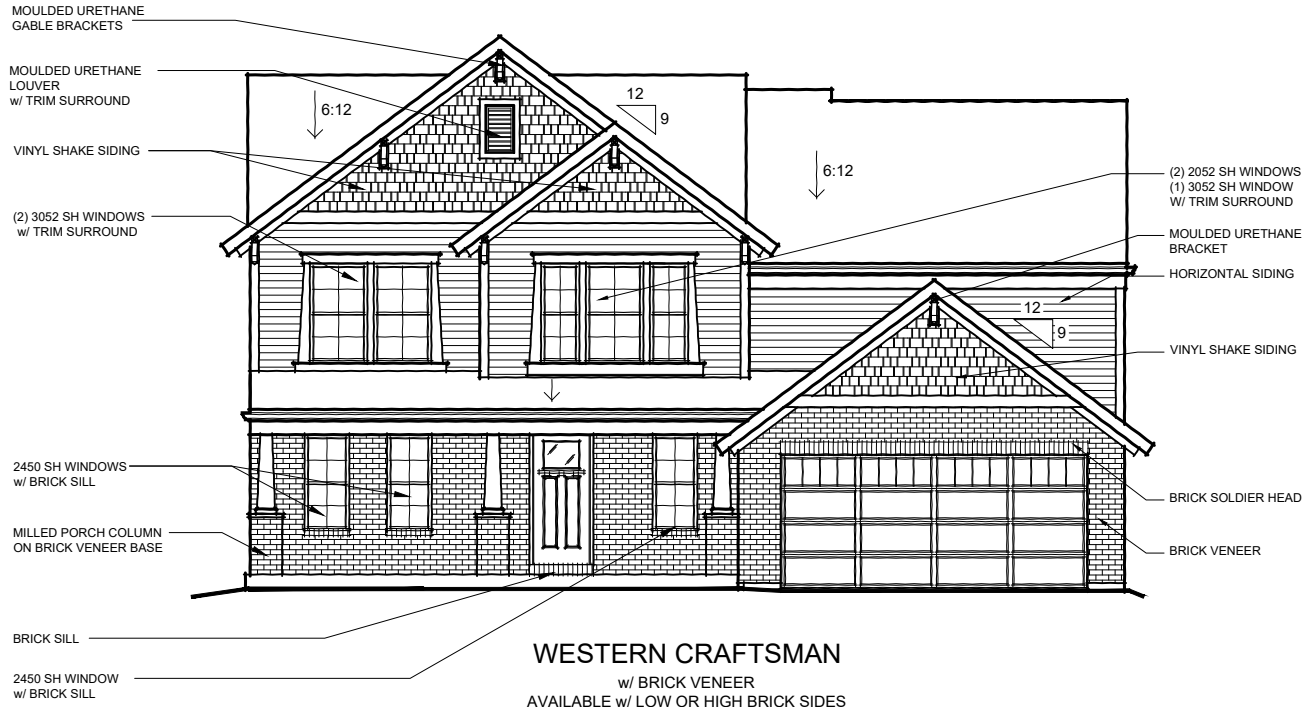 MOULDED URETHANE
GABLE BRACKETS
MOULDED URETHANE
LOUVER
w/ TRIM SURROUND
VINYL SHAKE SIDING
(2) 3052 SH WINDOWS
w/ TRIM SURROUND
2450 SH WINDOWS
w/ BRICK SILL
MILLED PORCH COLUMN
ON BRICK VENEER BASE
BRICK SILL
2450 SH WINDOW
w/ BRICK SILL
6:12
12
9
6:12
12
9
(2) 2052 SH WINDOWS
(1) 3052 SH WINDOW
W/ TRIM SURROUND
MOULDED URETHANE
BRACKET
HORIZONTAL SIDING
VINYL SHAKE SIDING
BRICK SOLDIER HEAD
BRICK VENEER
WESTERN CRAFTSMAN
w/ BRICK VENEER
AVAILABLE w/ LOW OR HIGH BRICK SIDES